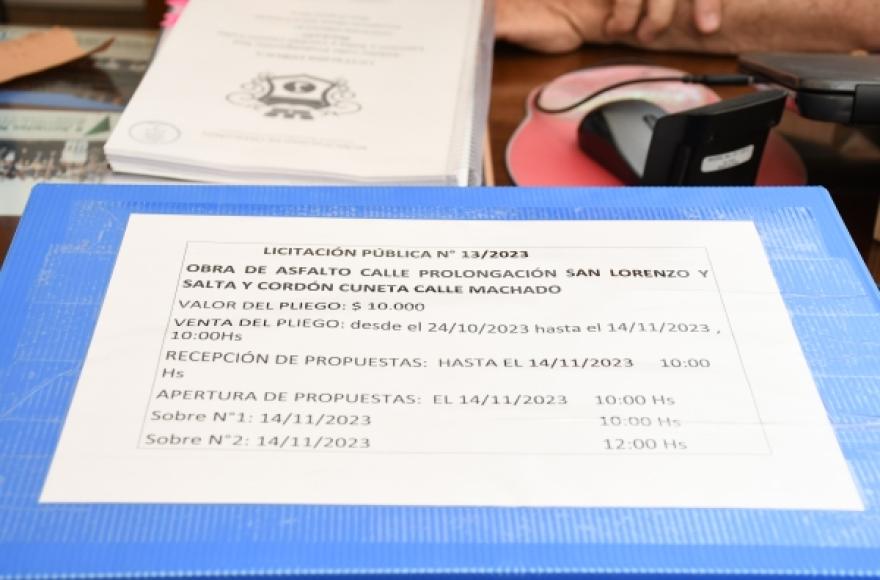 LICITACIÓN PÚBLICA N° 13/2023
OBRA DE ASFALTO CALLE PROLONGACIÓN SAN LORENZO Y
SALTA Y CORDÓN CUNETA CALLE MACHADO
VALOR DEL PLIEGO: $ 10.000
VENTA DEL PLIEGO: desde el 24/10/2023 hasta el 14/11/2023 ,
10:00Hs
RECEPCIÓN DE PROPUESTAS: HASTA EL 14/11/2023 10:00
Hs
APERTURA DE PROPUESTAS: EL 14/11/2023 10:00 Hs
Sobre N°1: 14/11/2023 10:00 Hs
Sobre N°2: 14/11/2023 12:00 Hs